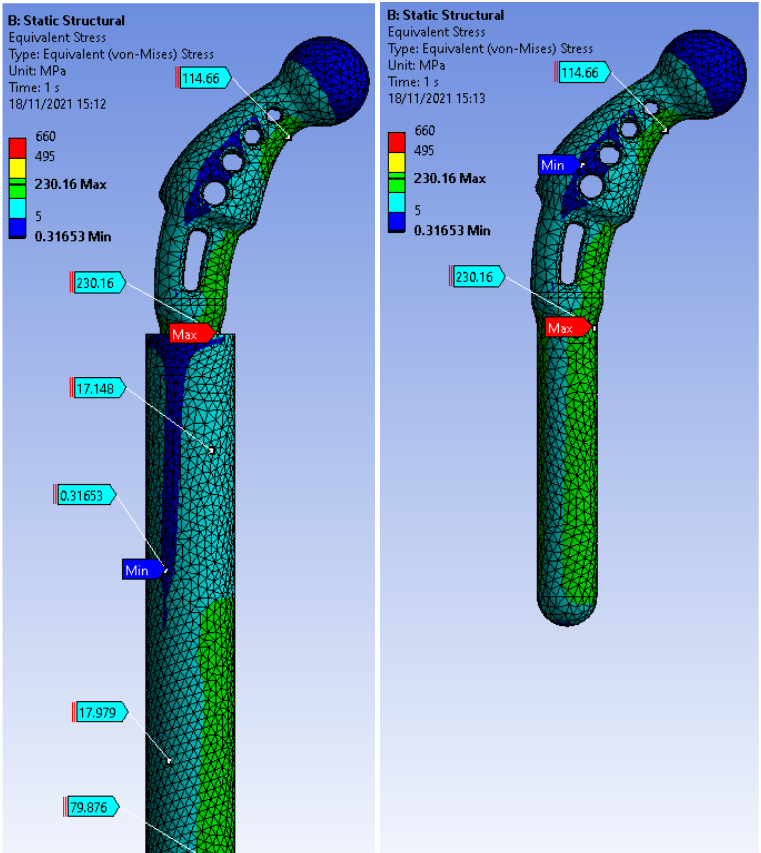 B: Static Structural
Equivalent Stress
Type: Equivalent (von-Mises) Stress
Unit: MPa
Time: 1 s
18/11/2021 15:12
114.66
660
495
230.16 Max
5
0.31653 Min
230.16
Max
17.148
0.31653
Min
17.979
79.876
B: Static Structural
Equivalent Stress
Type: Equivalent (von-Mises) Stress
Unit: MPa
Time: 1 s
18/11/2021 15:13
114.66
660
495
Min
230.16 Max
5
0.31653 Min
230.16
Max